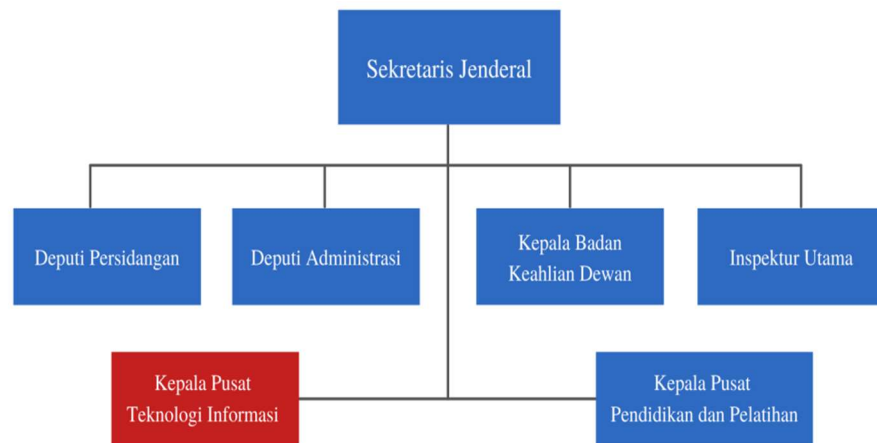 Sekretaris Jenderal
Deputi Persidangan
Deputi Administrasi
Kepala Badan
Keahlian Dewan
Inspektur Utama
Kepala Pusat
Teknologi Informasi
Kepala Pusat
Pendidikan dan Pelatihan